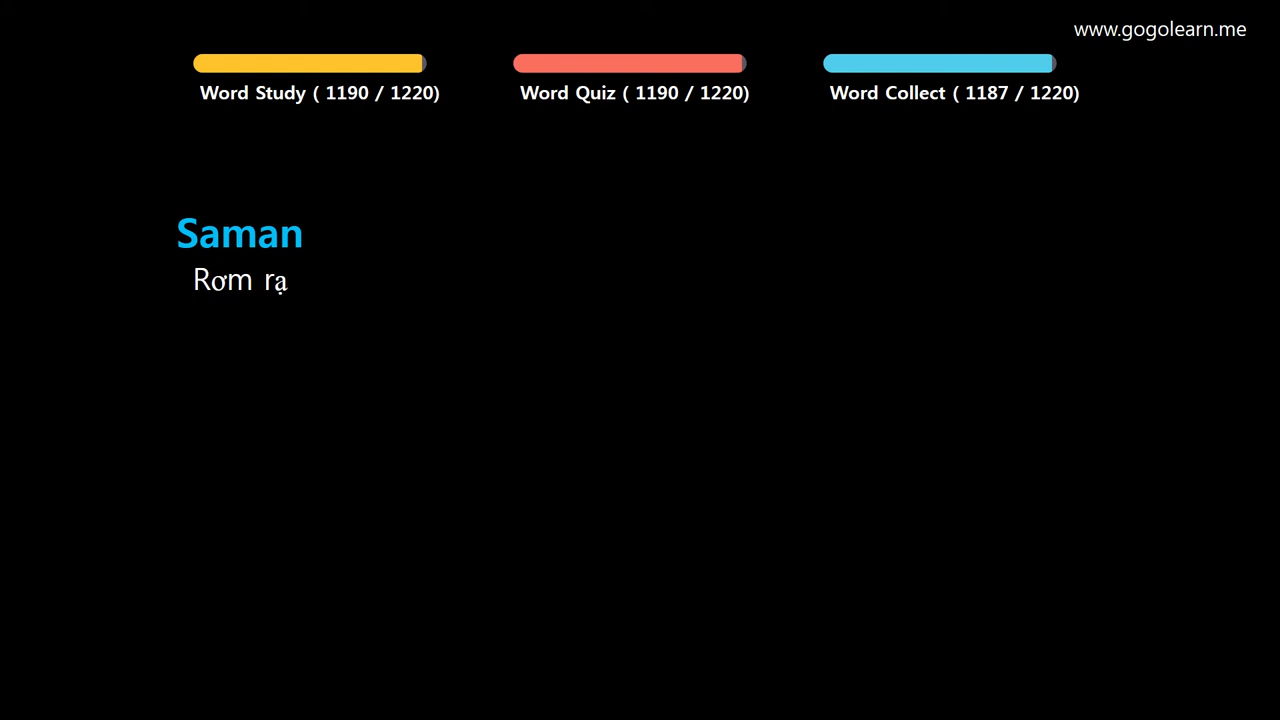 www.gogolearn.me
Word Study ( 1190 / 1220)
Word Quiz ( 1190 / 1220)
Word Collect ( 1187 / 1220)
Saman
Rơm rạ